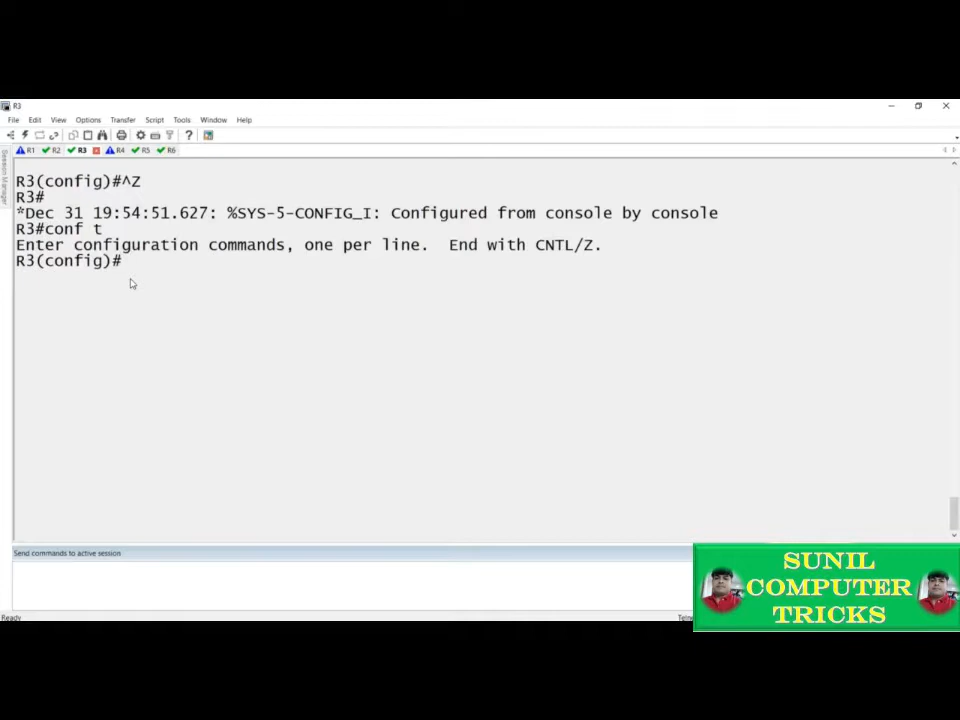 R3
File Edit View Options Transfer Script Tools Window Help
R1 R2 R3 R4 R5 R6
Session Manager
R3(config)#^Z
R3#
*Dec 31 19:54:51.627: %SYS-5-CONFIG_I: Configured from console by console
R3#conf t
Enter configuration commands, one per line.  End with CNTL/Z.
R3(config)#
Send commands to active session
SUNIL
COMPUTER
TRICKS
Ready